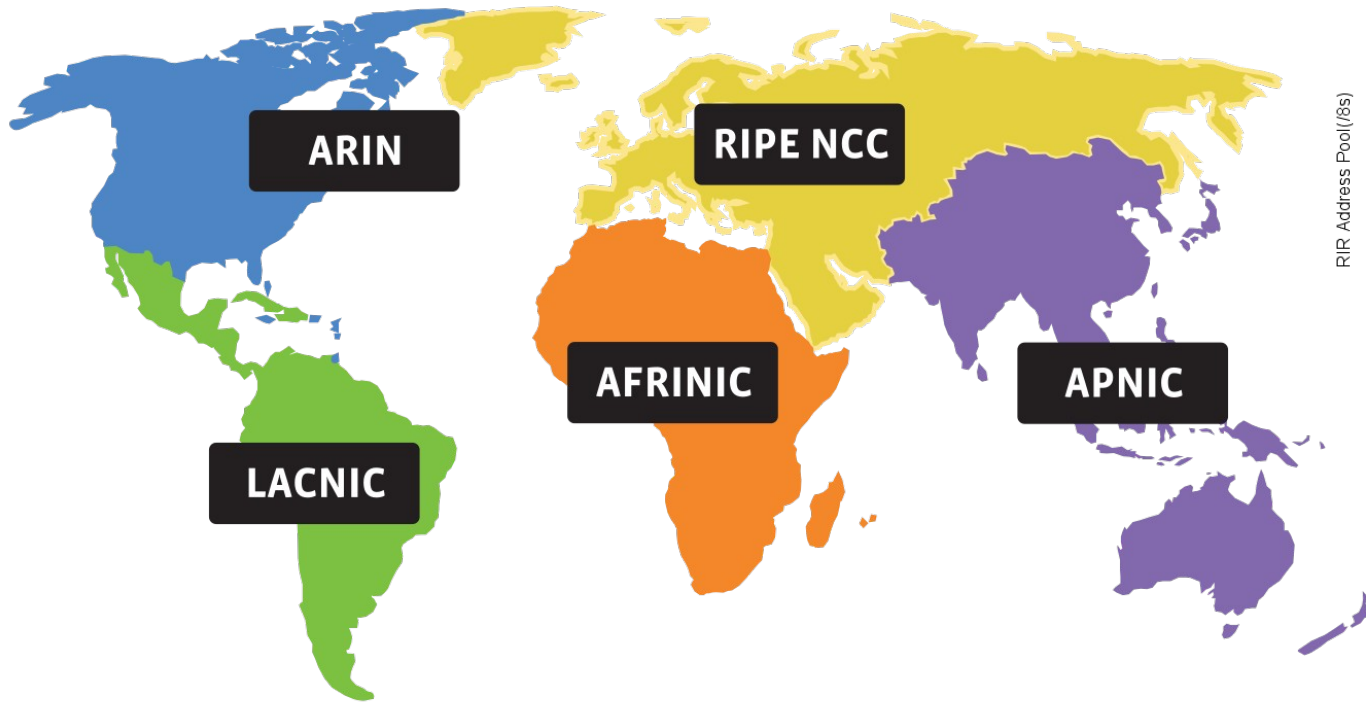 ARIN
RIPE NCC
RIR Address Pool(/8s)
AFRINIC
APNIC
LACNIC